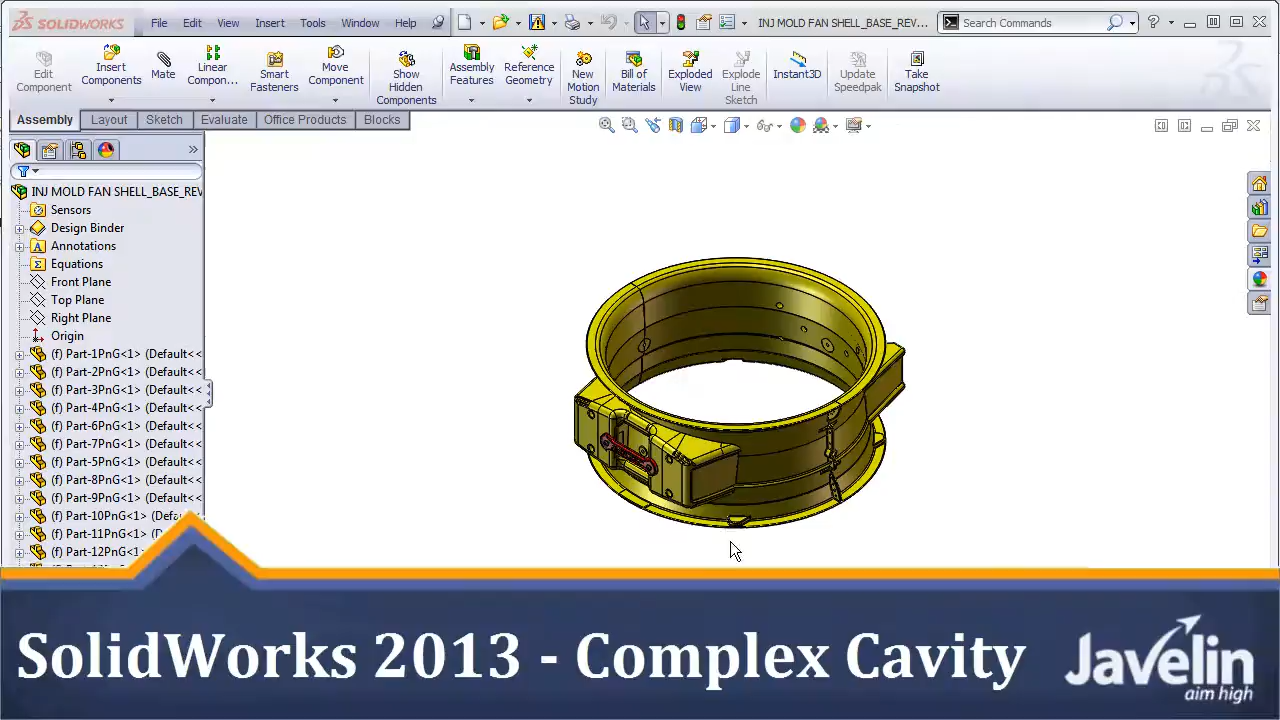 SOLIDWORKS File Edit View Insert Tools Window Help INJ MOLD FAN SHELL_BASE_REV... Search Commands
Edit Component
Insert Components
Mate
Linear Compon...
Smart Fasteners
Move Component
Show Hidden Components
Assembly Features
Reference Geometry
New Motion Study
Bill of Materials
Exploded View
Explode Line Sketch
Instant3D
Update Speedpak
Take Snapshot
Assembly Layout Sketch Evaluate Office Products Blocks
INJ MOLD FAN SHELL_BASE_REV
Sensors
Design Binder
Annotations
Equations
Front Plane
Top Plane
Right Plane
Origin
(f) Part-1PnG<1> (Default<<
(f) Part-2PnG<1> (Default<<
(f) Part-3PnG<1> (Default<<
(f) Part-4PnG<1> (Default<<
(f) Part-6PnG<1> (Default<<
(f) Part-7PnG<1> (Default<<
(f) Part-5PnG<1> (Default<<
(f) Part-8PnG<1> (Default<<
(f) Part-9PnG<1> (Default<<
(f) Part-10PnG<1> (Defa
(f) Part-11PnG<1> (D
(f) Part-12PnG<1>
SolidWorks 2013 - Complex Cavity
Javelin
aim high